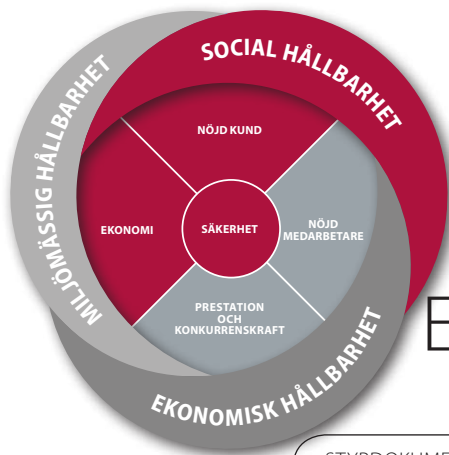 SOCIAL HÅLLBARHET
MILJÖMÄSSIG HÅLLBARHET
NÖJD KUND
EKONOMI
SÄKERHET
NÖJD
MEDARBETARE
PRESTATION
OCH
KONKURRENSKRAFT
EKONOMISK HÅLLBARHET
E